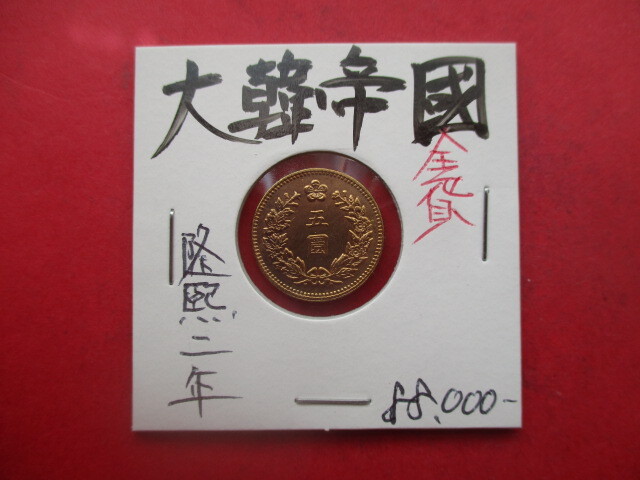 大韓帝國
金貨
五圜
隆熙二年
88.000-